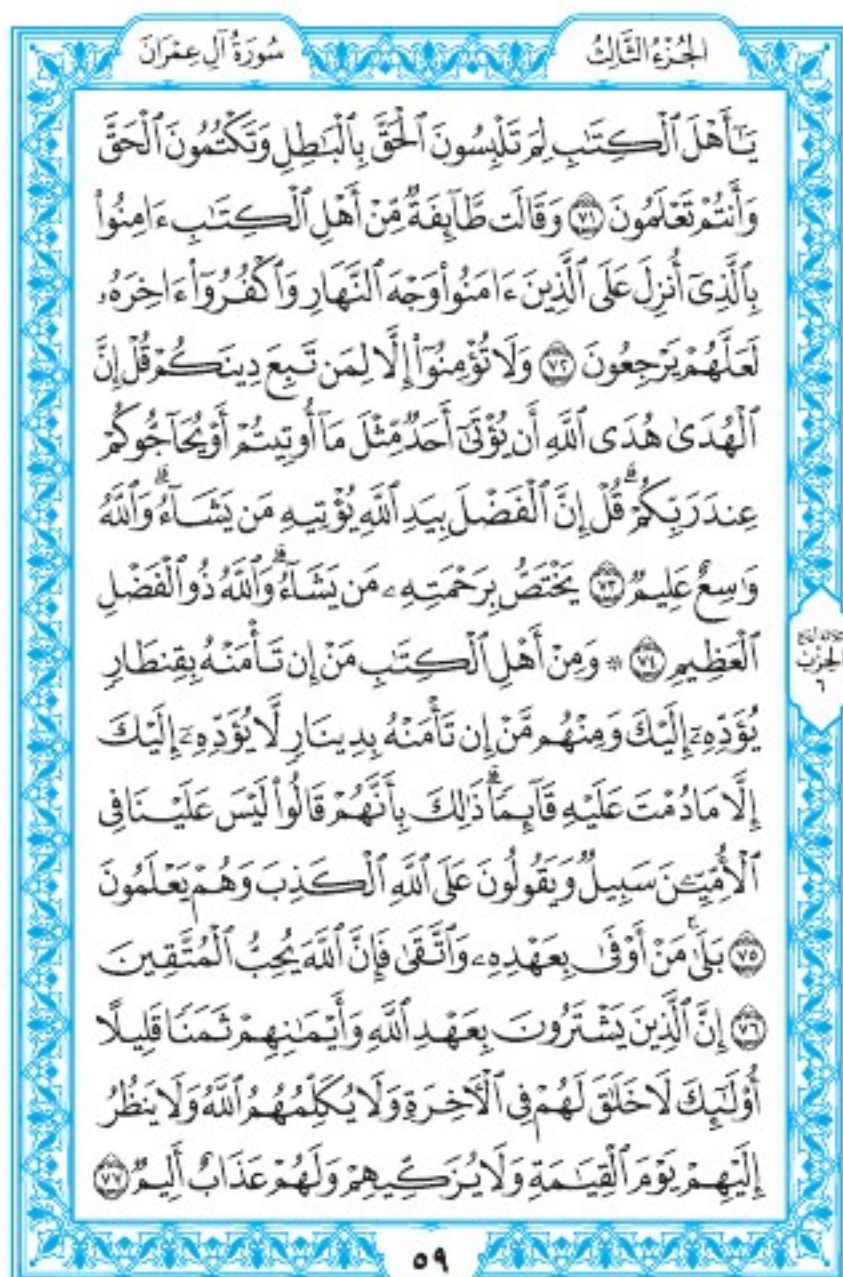 الجُزْءُ الثَّالِثُ
سُورَةُ آلِ عِمْرَانَ
يَـٰٓأَهْلَ ٱلْكِتَـٰبِ لِمَ تَلْبِسُونَ ٱلْحَقَّ بِٱلْبَـٰطِلِ وَتَكْتُمُونَ ٱلْحَقَّ
وَأَنتُمْ تَعْلَمُونَ ۝٧١ وَقَالَت طَّآئِفَةٌ مِّنْ أَهْلِ ٱلْكِتَـٰبِ ءَامِنُوا۟
بِٱلَّذِىٓ أُنزِلَ عَلَى ٱلَّذِينَ ءَامَنُوا۟ وَجْهَ ٱلنَّهَارِ وَٱكْفُرُوٓا۟ ءَاخِرَهُۥ
لَعَلَّهُمْ يَرْجِعُونَ ۝٧٢ وَلَا تُؤْمِنُوٓا۟ إِلَّا لِمَن تَبِعَ دِينَكُمْ قُلْ إِنَّ
ٱلْهُدَىٰ هُدَى ٱللَّهِ أَن يُؤْتَىٰٓ أَحَدٌ مِّثْلَ مَآ أُوتِيتُمْ أَوْ يُحَآجُّوكُمْ
عِندَ رَبِّكُمْ ۗ قُلْ إِنَّ ٱلْفَضْلَ بِيَدِ ٱللَّهِ يُؤْتِيهِ مَن يَشَآءُ ۗ وَٱللَّهُ
وَٰسِعٌ عَلِيمٌ ۝٧٣ يَخْتَصُّ بِرَحْمَتِهِۦ مَن يَشَآءُ ۗ وَٱللَّهُ ذُو ٱلْفَضْلِ
ٱلْعَظِيمِ ۝٧٤ ۞ وَمِنْ أَهْلِ ٱلْكِتَـٰبِ مَنْ إِن تَأْمَنْهُ بِقِنطَارٍ
يُؤَدِّهِۦٓ إِلَيْكَ وَمِنْهُم مَّنْ إِن تَأْمَنْهُ بِدِينَارٍ لَّا يُؤَدِّهِۦٓ إِلَيْكَ
إِلَّا مَا دُمْتَ عَلَيْهِ قَآئِمًا ۗ ذَٰلِكَ بِأَنَّهُمْ قَالُوا۟ لَيْسَ عَلَيْنَا فِى
ٱلْأُمِّيِّـۧنَ سَبِيلٌ وَيَقُولُونَ عَلَى ٱللَّهِ ٱلْكَذِبَ وَهُمْ يَعْلَمُونَ
۝٧٥ بَلَىٰ مَنْ أَوْفَىٰ بِعَهْدِهِۦ وَٱتَّقَىٰ فَإِنَّ ٱللَّهَ يُحِبُّ ٱلْمُتَّقِينَ
۝٧٦ إِنَّ ٱلَّذِينَ يَشْتَرُونَ بِعَهْدِ ٱللَّهِ وَأَيْمَـٰنِهِمْ ثَمَنًا قَلِيلًا
أُو۟لَـٰٓئِكَ لَا خَلَـٰقَ لَهُمْ فِى ٱلْـَٔاخِرَةِ وَلَا يُكَلِّمُهُمُ ٱللَّهُ وَلَا يَنظُرُ
إِلَيْهِمْ يَوْمَ ٱلْقِيَـٰمَةِ وَلَا يُزَكِّيهِمْ وَلَهُمْ عَذَابٌ أَلِيمٌ ۝٧٧
الحِزْب
٦
٥٩